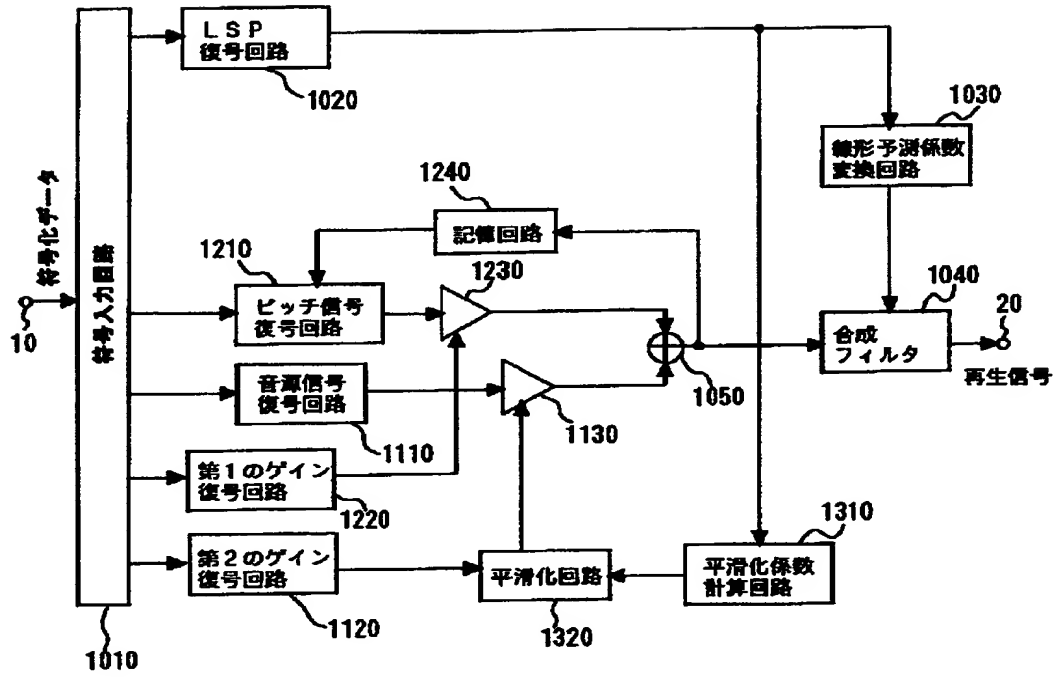 LSP
復号回路
1020
1030
線形予測係数
変換回路
符号化データ
10
符号入力回路
1010
1240
記憶回路
1210
ピッチ信号
復号回路
1230
1040
合成
フィルタ
20
再生信号
1050
音源信号
復号回路
1110
1130
第1のゲイン
復号回路
1220
第2のゲイン
復号回路
1120
平滑化回路
1320
1310
平滑化係数
計算回路